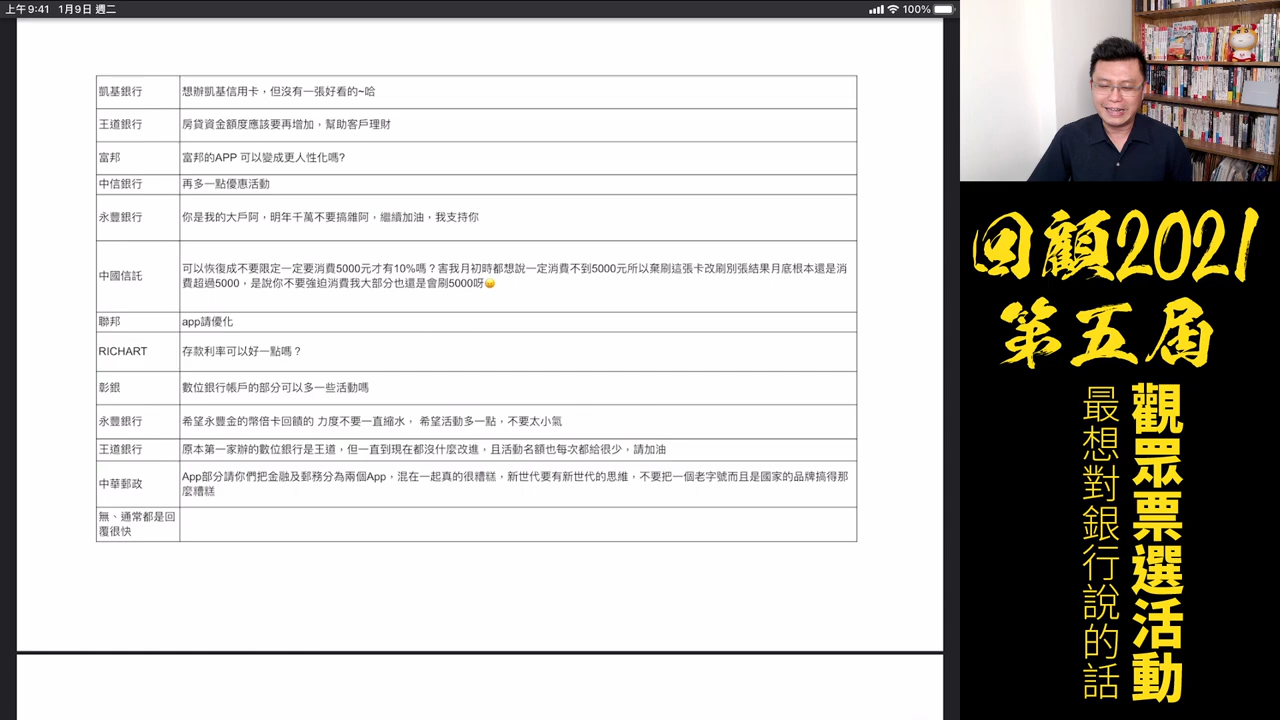 上午9:41 1月9日 週二
100%
凱基銀行 想辦凱基信用卡，但沒有一張好看的~哈
王道銀行 房貸資金額度應該要再增加，幫助客戶理財
富邦 富邦的APP 可以變成更人性化嗎?
中信銀行 再多一點優惠活動
永豐銀行 你是我的大戶阿，明年千萬不要搞雜阿，繼續加油，我支持你
中國信託 可以恢復成不要限定一定要消費5000元才有10%嗎？害我月初時都想說一定消費不到5000元所以棄刷這張卡改刷別張結果月底根本還是消
費超過5000，是說你不要強迫消費我大部分也還是會刷5000呀
聯邦 app請優化
RICHART 存款利率可以好一點嗎？
彰銀 數位銀行帳戶的部分可以多一些活動嗎
永豐銀行 希望永豐金的幣倍卡回饋的 力度不要一直縮水， 希望活動多一點，不要太小氣
王道銀行 原本第一家辦的數位銀行是王道，但一直到現在都沒什麼改進，且活動名額也每次都給很少，請加油
中華郵政 App部分請你們把金融及郵務分為兩個App，混在一起真的很禮糕，新世代要有新世代的思維，不要把一個老字號而且是國家的品牌搞得那
麼禮糕
無、通常都是回
覆很快
回顧2021
第五屆
觀眾票選活動
最想對銀行說的話